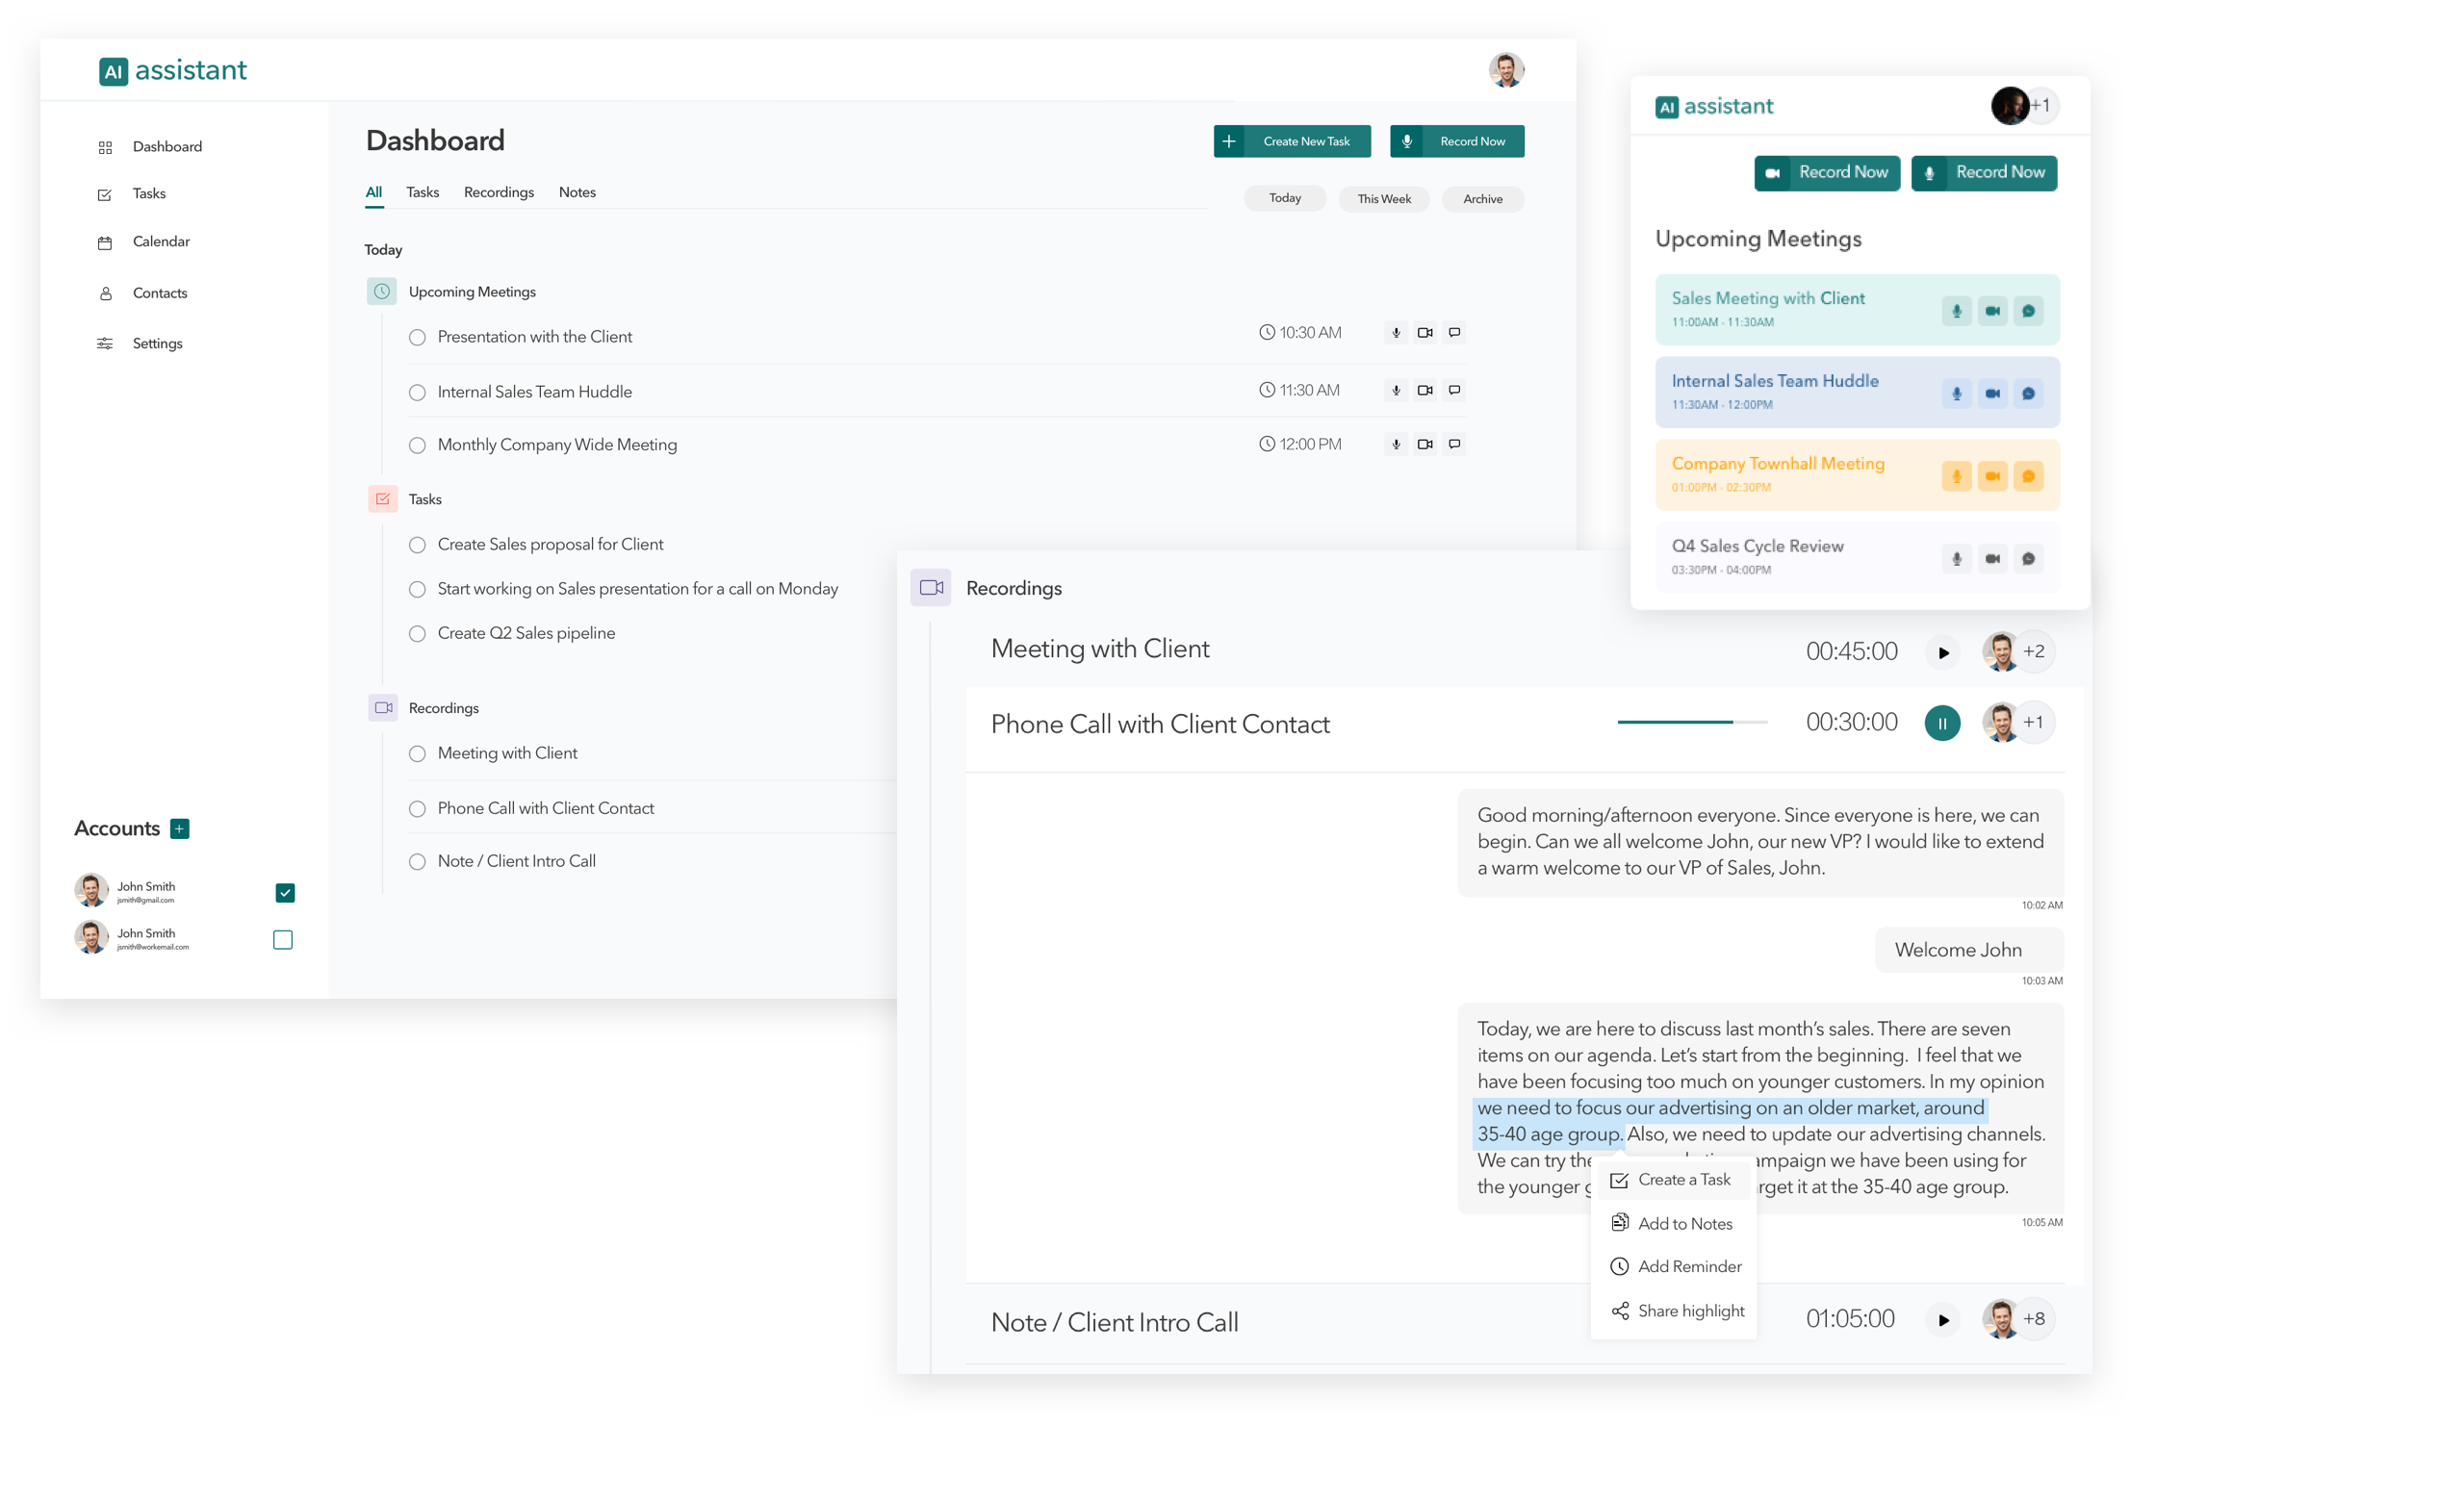 AI assistant
Dashboard
Tasks
Calendar
Contacts
Settings
Accounts
John Smith
jsmith@gmail.com
John Smith
jsmith@workemail.com
Dashboard
Create New Task
Record Now
All Tasks Recordings Notes
Today This Week Archive
Today
Upcoming Meetings
Presentation with the Client 10:30 AM
Internal Sales Team Huddle 11:30 AM
Monthly Company Wide Meeting 12:00 PM
Tasks
Create Sales proposal for Client
Start working on Sales presentation for a call on Monday
Create Q2 Sales pipeline
Recordings
Meeting with Client
Phone Call with Client Contact
Note / Client Intro Call
AI assistant
+1
Record Now
Record Now
Upcoming Meetings
Sales Meeting with Client
11:00AM - 11:30AM
Internal Sales Team Huddle
11:30AM - 12:00PM
Company Townhall Meeting
01:00PM - 02:30PM
Q4 Sales Cycle Review
03:30PM - 04:00PM
Recordings
Meeting with Client 00:45:00 +2
Phone Call with Client Contact 00:30:00 +1
Good morning/afternoon everyone. Since everyone is here, we can
begin. Can we all welcome John, our new VP? I would like to extend
a warm welcome to our VP of Sales, John.
10:02 AM
Welcome John
10:03 AM
Today, we are here to discuss last month's sales. There are seven
items on our agenda. Let's start from the beginning. I feel that we
have been focusing too much on younger customers. In my opinion
we need to focus our advertising on an older market, around
35-40 age group. Also, we need to update our advertising channels.
We can try the we have been using for
the younger it at the 35-40 age group.
10:05 AM
Create a Task
Add to Notes
Add Reminder
Share highlight
Note / Client Intro Call 01:05:00 +8